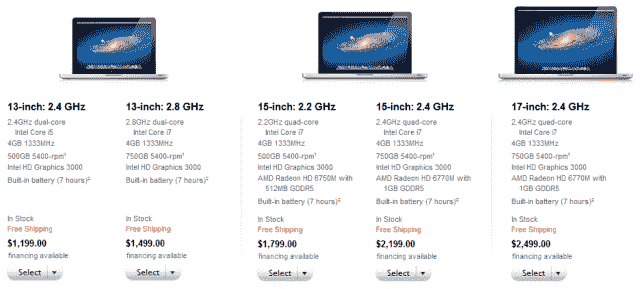 13-inch: 2.4 GHz
2.4GHz dual-core
Intel Core i5
4GB 1333MHz
500GB 5400-rpm¹
Intel HD Graphics 3000
Built-in battery (7 hours)²
In Stock
Free Shipping
$1,199.00
financing available
Select
13-inch: 2.8 GHz
2.8GHz dual-core
Intel Core i7
4GB 1333MHz
750GB 5400-rpm¹
Intel HD Graphics 3000
Built-in battery (7 hours)²
In Stock
Free Shipping
$1,499.00
financing available
Select
15-inch: 2.2 GHz
2.2GHz quad-core
Intel Core i7
4GB 1333MHz
500GB 5400-rpm¹
Intel HD Graphics 3000
AMD Radeon HD 6750M with
512MB GDDR5
Built-in battery (7 hours)²
In Stock
Free Shipping
$1,799.00
financing available
Select
15-inch: 2.4 GHz
2.4GHz quad-core
Intel Core i7
4GB 1333MHz
750GB 5400-rpm¹
Intel HD Graphics 3000
AMD Radeon HD 6770M with
1GB GDDR5
Built-in battery (7 hours)²
In Stock
Free Shipping
$2,199.00
financing available
Select
17-inch: 2.4 GHz
2.4GHz quad-core
Intel Core i7
4GB 1333MHz
750GB 5400-rpm¹
Intel HD Graphics 3000
AMD Radeon HD 6770M with
1GB GDDR5
Built-in battery (7 hours)²
In Stock
Free Shipping
$2,499.00
financing available
Select